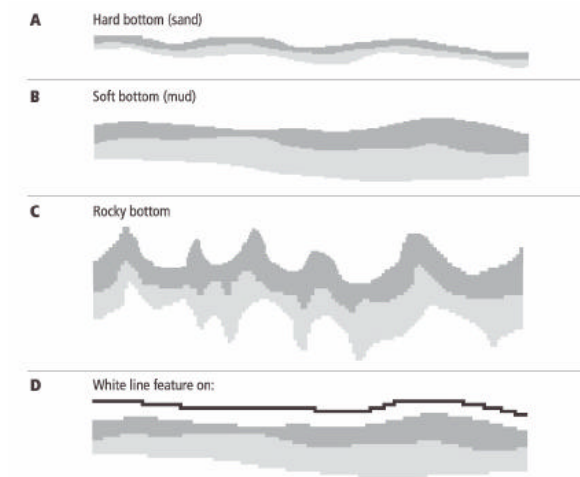 A Hard bottom (sand)
B Soft bottom (mud)
C Rocky bottom
D White line feature on: